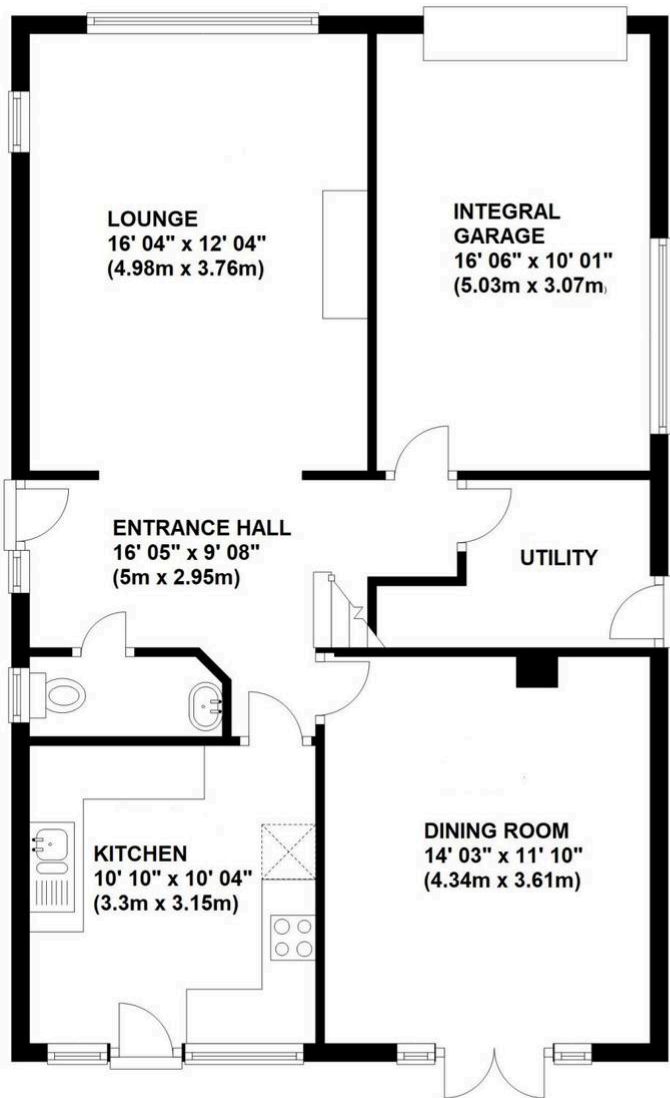 LOUNGE
16' 04" x 12' 04"
(4.98m x 3.76m)
INTEGRAL
GARAGE
16' 06" x 10' 01"
(5.03m x 3.07m)
ENTRANCE HALL
16' 05" x 9' 08"
(5m x 2.95m)
UTILITY
KITCHEN
10' 10" x 10' 04"
(3.3m x 3.15m)
DINING ROOM
14' 03" x 11' 10"
(4.34m x 3.61m)